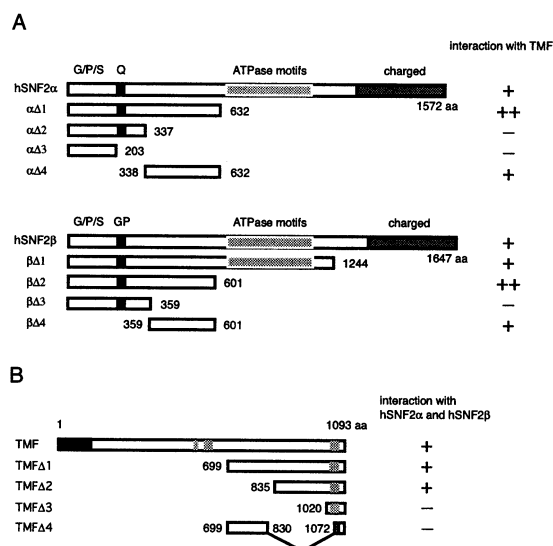 A
interaction with TMF
G/P/S Q ATPase motifs charged
hSNF2α +
1572 aa
αΔ1 632 ++
αΔ2 337 –
αΔ3 203 –
αΔ4 338 632 +
G/P/S GP ATPase motifs charged
hSNF2β +
1647 aa
βΔ1 1244 +
βΔ2 601 ++
βΔ3 359 –
βΔ4 359 601 +
B
interaction with
hSNF2α and hSNF2β
1 1093 aa
TMF +
TMFΔ1 699 +
TMFΔ2 835 +
TMFΔ3 1020 –
TMFΔ4 699 830 1072 –